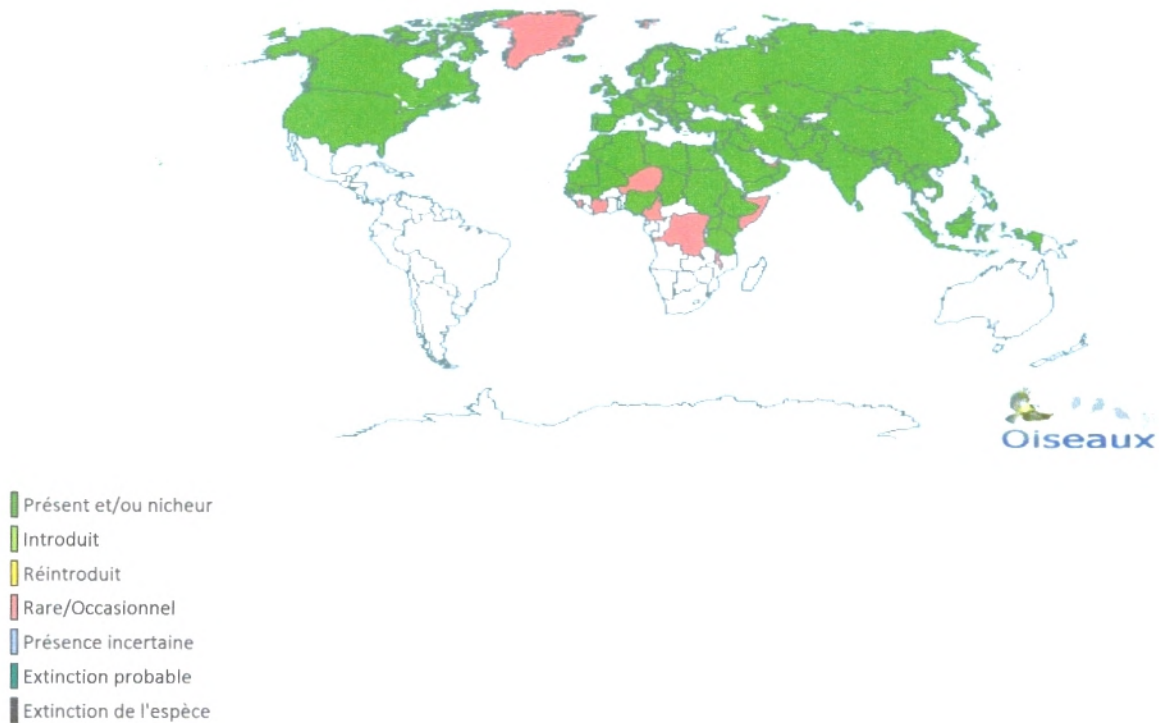 Oiseaux
Présent et/ou nicheur
Introduit
Réintroduit
Rare/Occasionnel
Présence incertaine
Extinction probable
Extinction de l'espèce